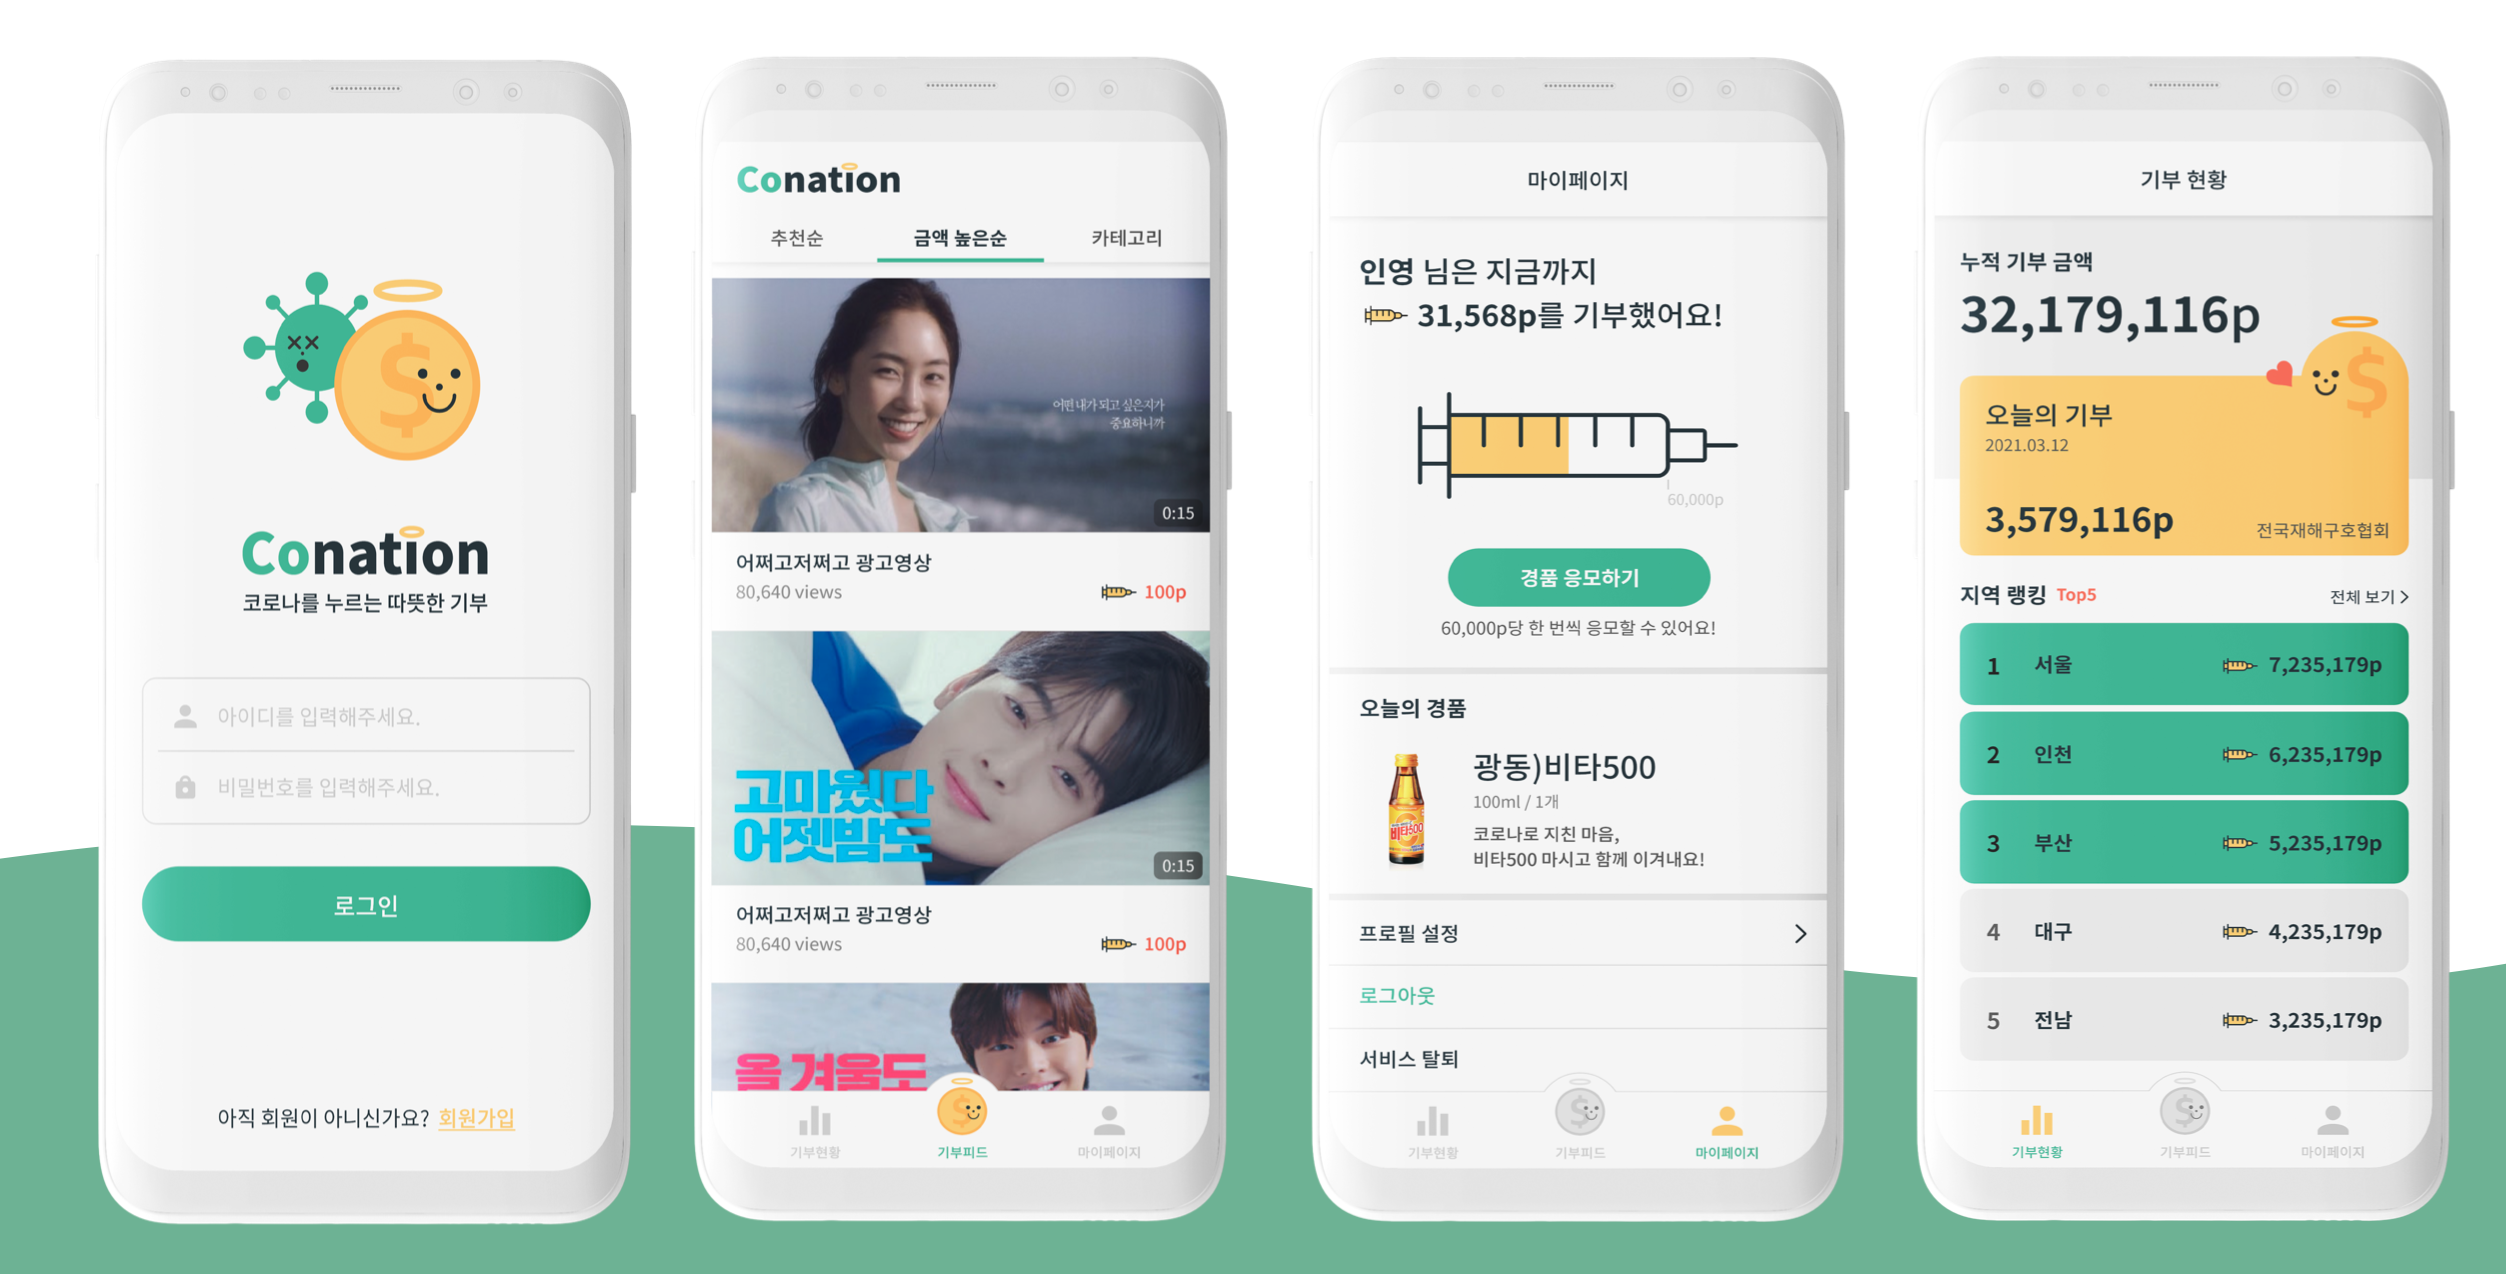 Conation
코로나를 누르는 따뜻한 기부
아이디를 입력해주세요.
비밀번호를 입력해주세요.
로그인
아직 회원이 아니신가요? 회원가입
Conation
추천순 금액 높은순 카테고리
어떤 내가 되고 싶은지가
중요하니까
0:15
어쩌고저쩌고 광고영상
80,640 views 100p
고마웠다
어젯밤도
0:15
어쩌고저쩌고 광고영상
80,640 views 100p
올 겨울도
기부현황 기부피드 마이페이지
마이페이지
인영 님은 지금까지
31,568p를 기부했어요!
60,000p
경품 응모하기
60,000p당 한 번씩 응모할 수 있어요!
오늘의 경품
비타500
광동)비타500
100ml / 1개
코로나로 지친 마음,
비타500 마시고 함께 이겨내요!
프로필 설정
로그아웃
서비스 탈퇴
기부현황 기부피드 마이페이지
기부 현황
누적 기부 금액
32,179,116p
오늘의 기부
2021.03.12
3,579,116p 전국재해구호협회
지역 랭킹 Top5 전체 보기
1 서울 7,235,179p
2 인천 6,235,179p
3 부산 5,235,179p
4 대구 4,235,179p
5 전남 3,235,179p
기부현황 기부피드 마이페이지